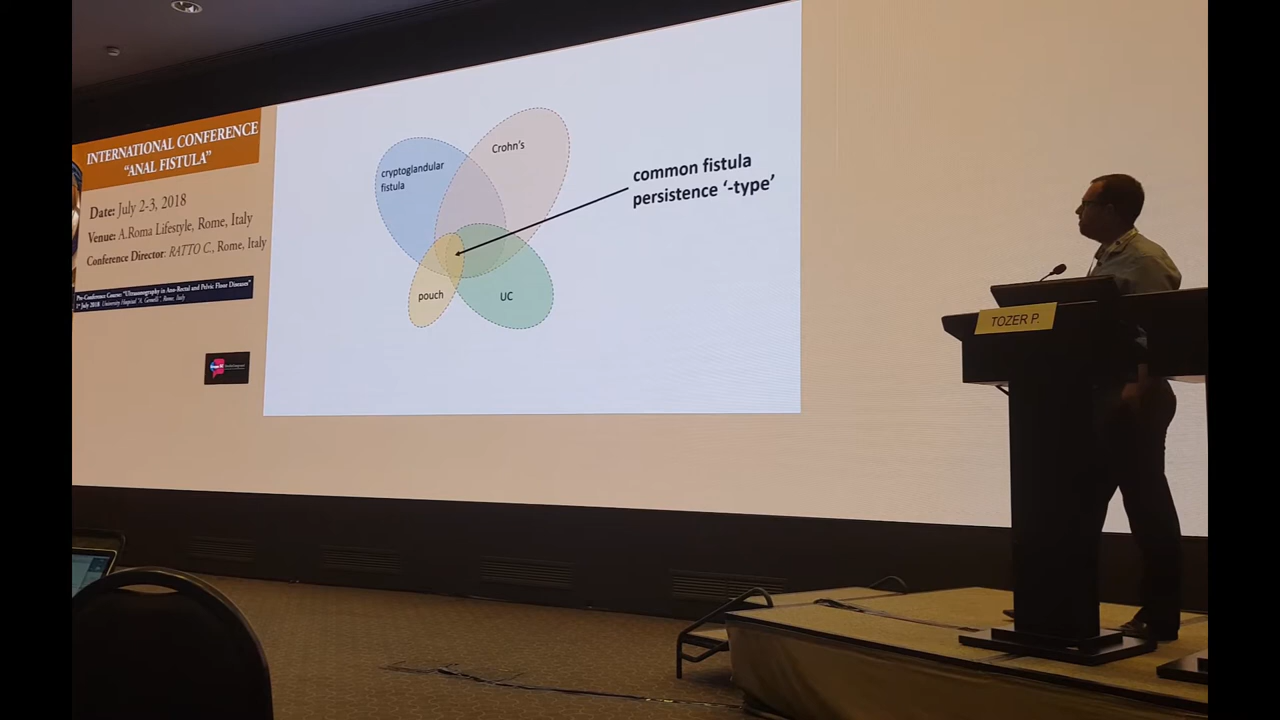 INTERNATIONAL CONFERENCE
"ANAL FISTULA"
Date: July 2-3, 2018
Venue: A.Roma Lifestyle, Rome, Italy
Conference Director: RATTO C., Rome, Italy
Pre-Conference Course: "Ultrasonography in Ano-Rectal and Pelvic Floor Diseases"
1st July 2018 University Hospital "A. Gemelli", Rome, Italy
cryptoglandular
fistula
Crohn's
common fistula
persistence '-type'
pouch
UC
TOZER P.